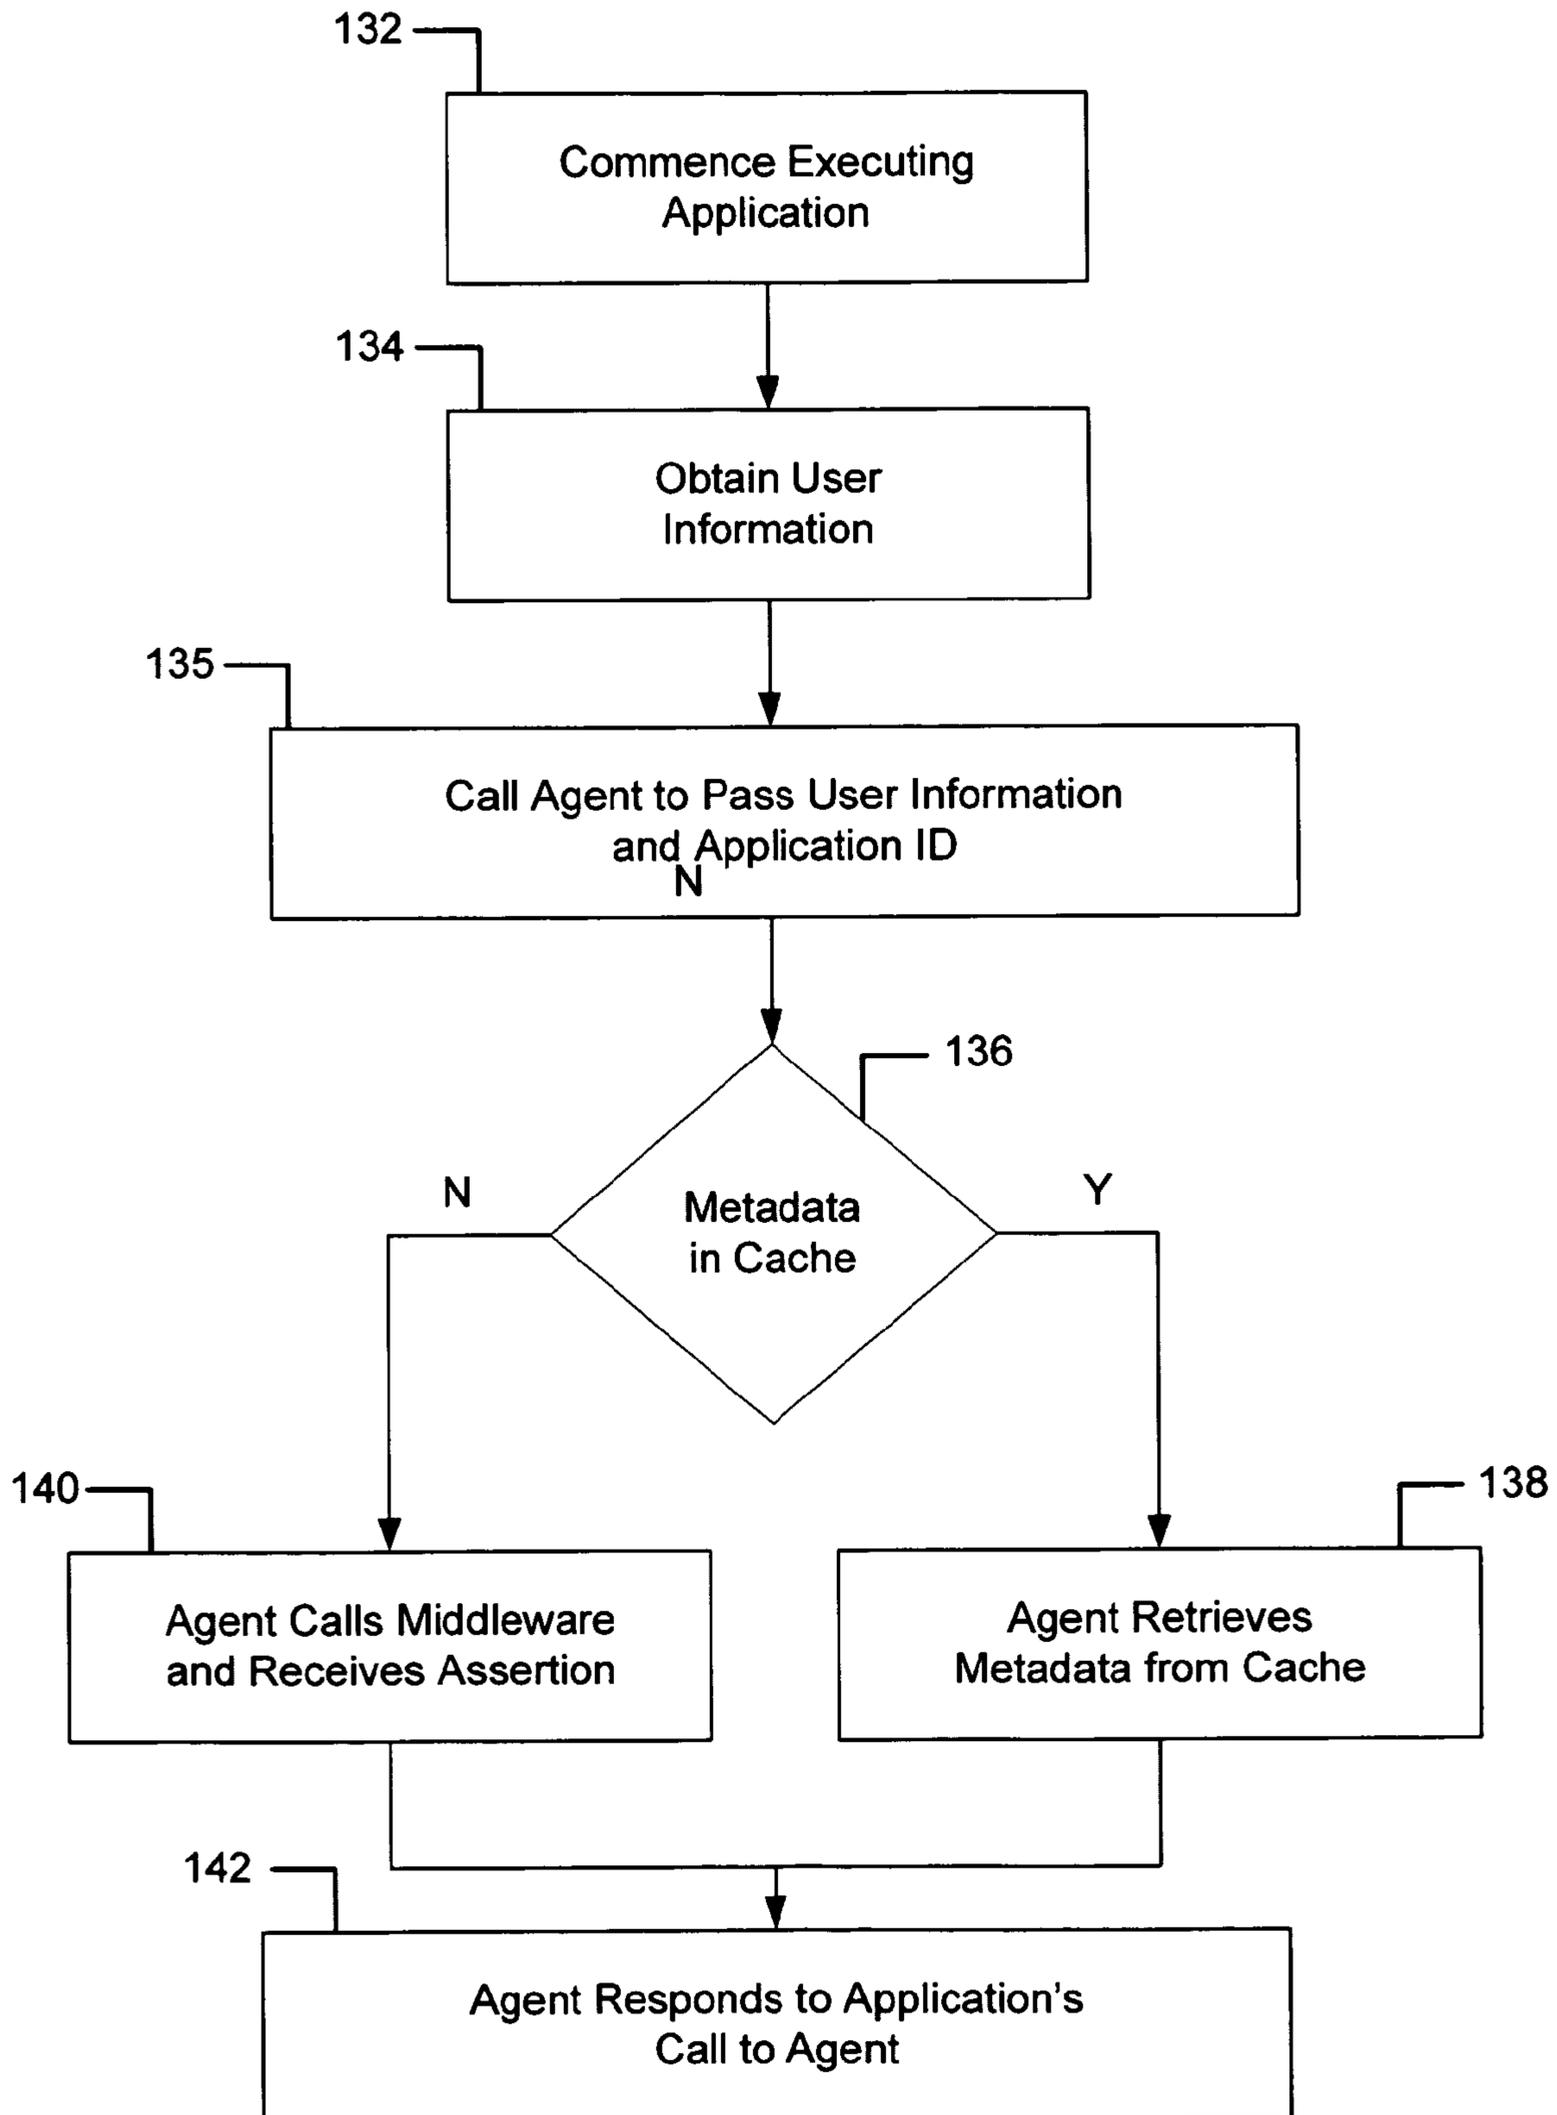 132
Commence Executing
Application
134
Obtain User
Information
135
Call Agent to Pass User Information
and Application ID
N
136
N
Y
Metadata
in Cache
140
138
Agent Calls Middleware
and Receives Assertion
Agent Retrieves
Metadata from Cache
142
Agent Responds to Application's
Call to Agent